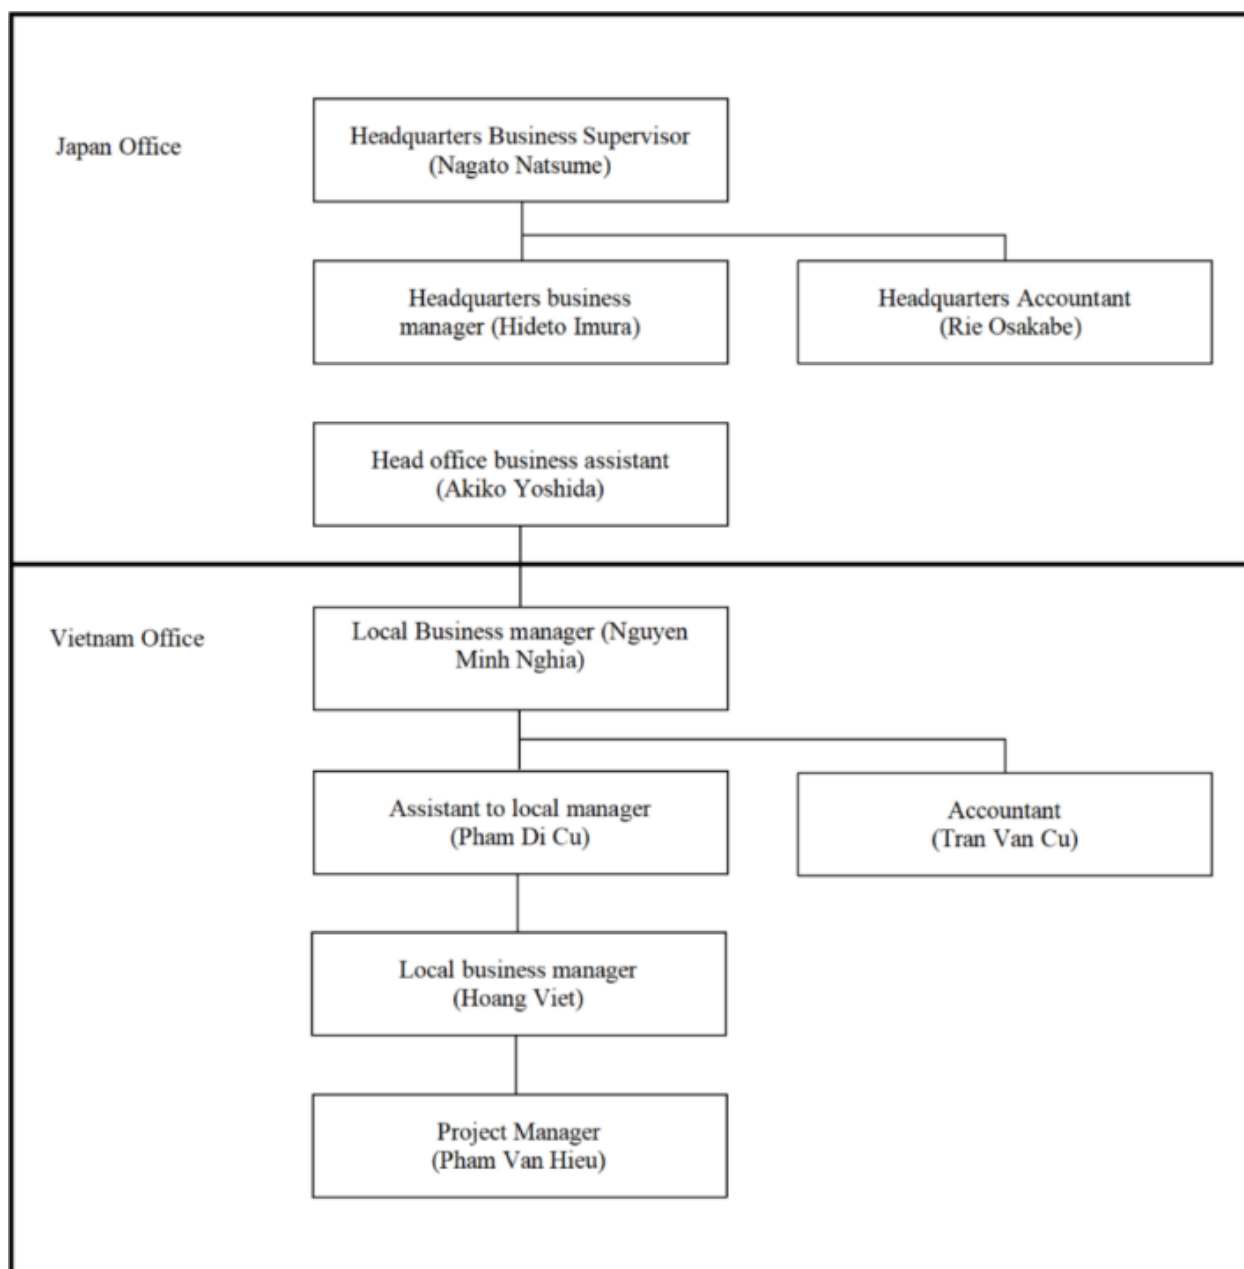 Japan Office
Headquarters Business Supervisor
(Nagato Natsume)
Headquarters business
manager (Hideto Imura)
Headquarters Accountant
(Rie Osakabe)
Head office business assistant
(Akiko Yoshida)
Vietnam Office
Local Business manager (Nguyen
Minh Nghia)
Assistant to local manager
(Pham Di Cu)
Accountant
(Tran Van Cu)
Local business manager
(Hoang Viet)
Project Manager
(Pham Van Hieu)